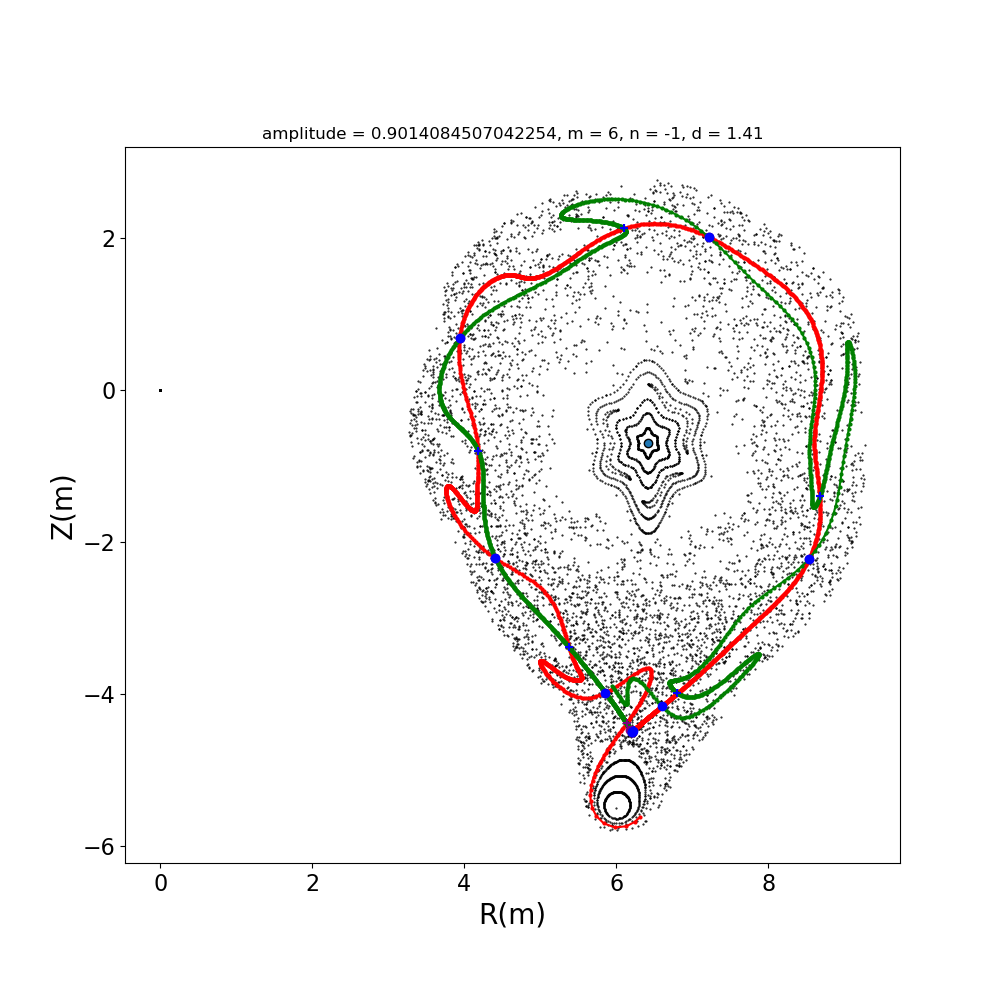 amplitude = 0.9014084507042254, m = 6, n = -1, d = 1.41
2
0
−2
−4
−6
Z(m)
0 2 4 6 8
R(m)